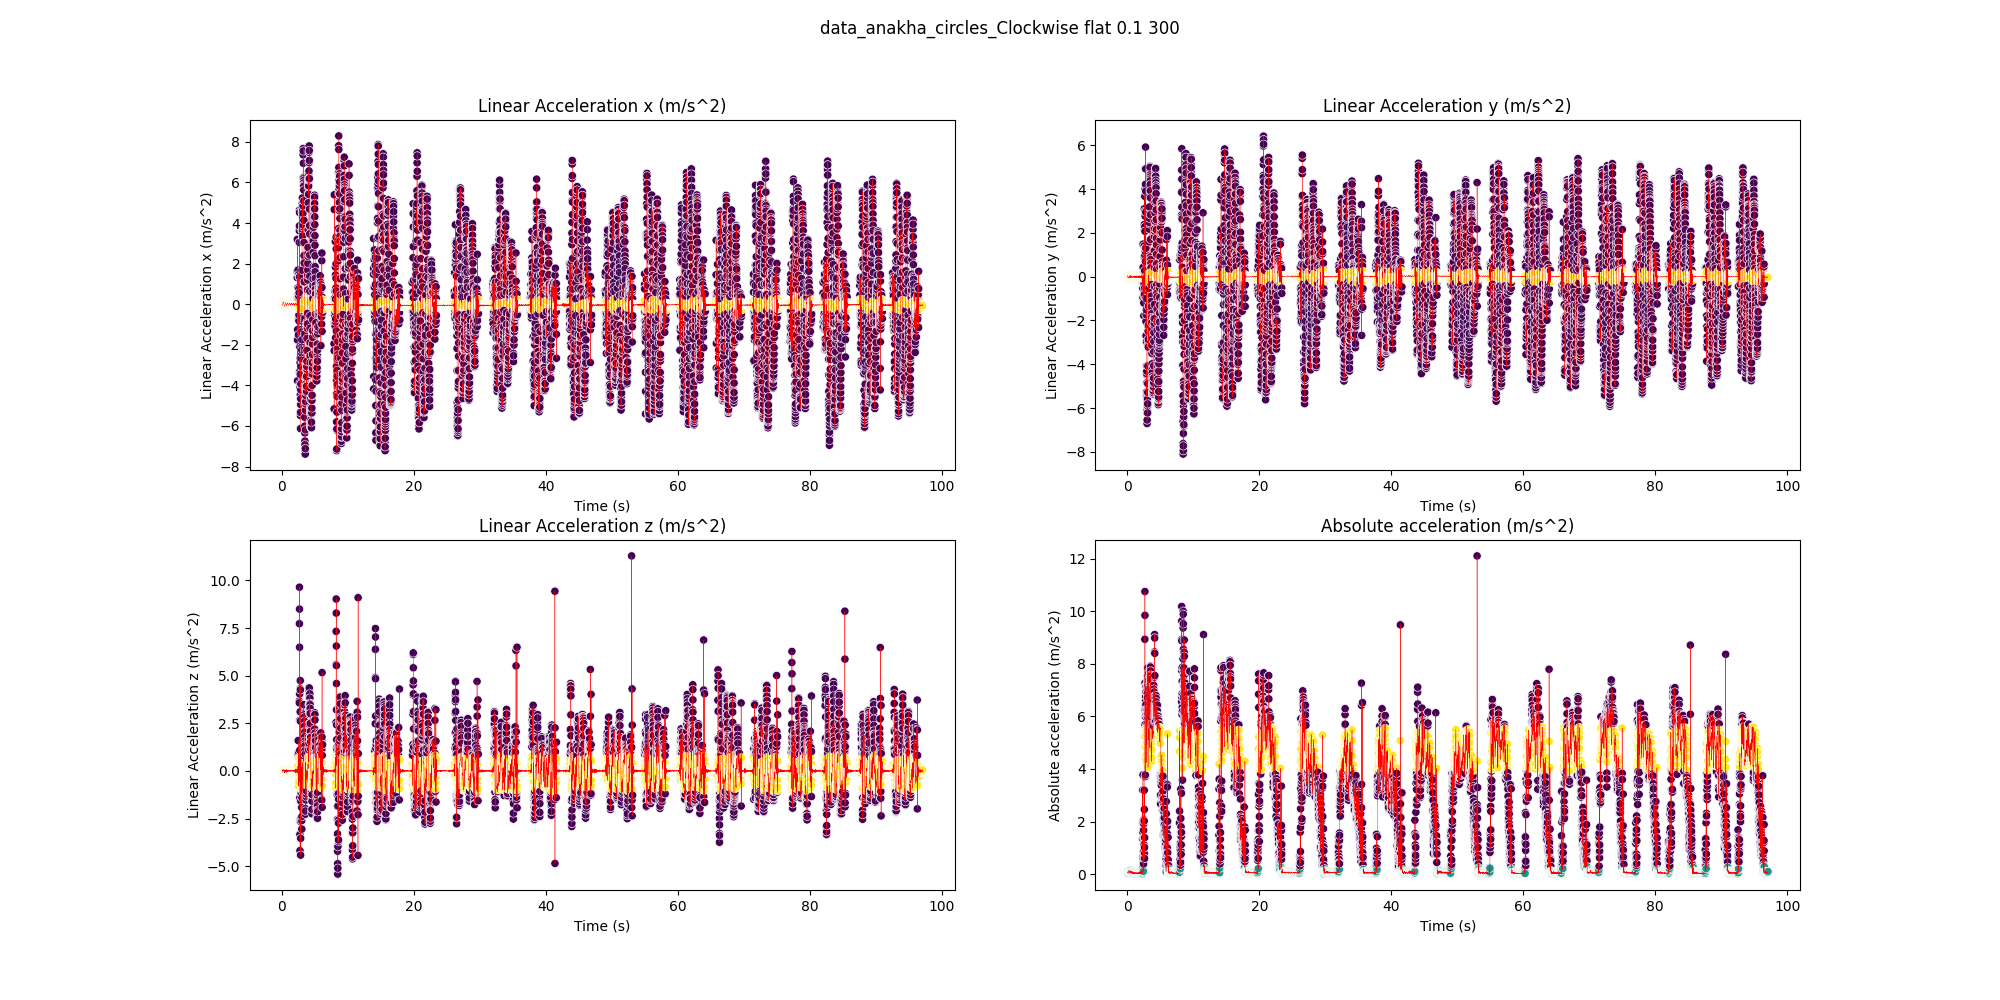 data_anakha_circles_Clockwise flat 0.1 300
Linear Acceleration x (m/s^2)
Linear Acceleration x (m/s^2)
8
6
4
2
0
−2
−4
−6
−8
0 20 40 60 80 100
Time (s)
Linear Acceleration y (m/s^2)
Linear Acceleration y (m/s^2)
6
4
2
0
−2
−4
−6
−8
0 20 40 60 80 100
Time (s)
Linear Acceleration z (m/s^2)
Linear Acceleration z (m/s^2)
10.0
7.5
5.0
2.5
0.0
−2.5
−5.0
0 20 40 60 80 100
Time (s)
Absolute acceleration (m/s^2)
Absolute acceleration (m/s^2)
12
10
8
6
4
2
0
0 20 40 60 80 100
Time (s)